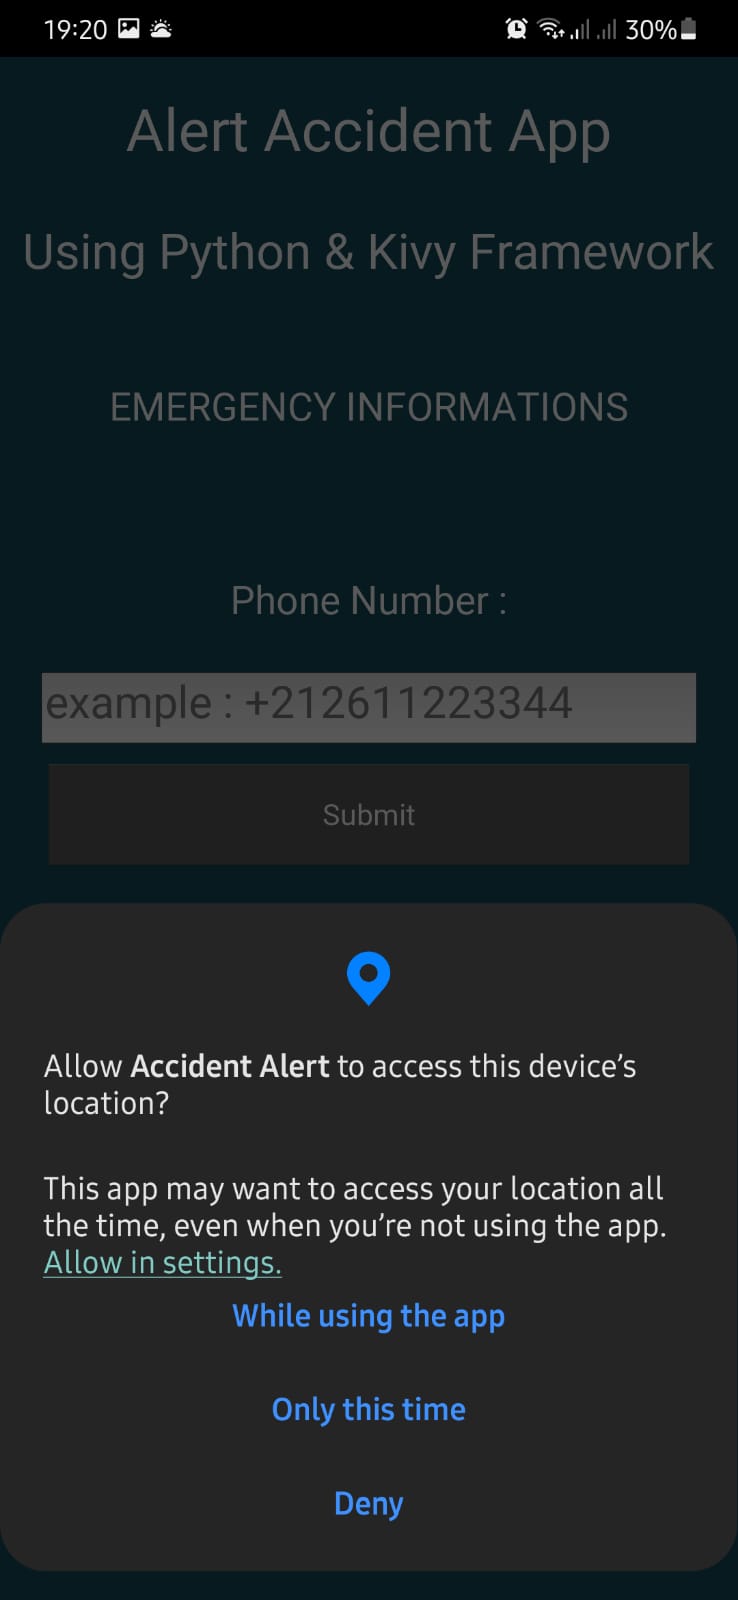 19:20 30%
Alert Accident App
Using Python & Kivy Framework
EMERGENCY INFORMATIONS
Phone Number :
example : +212611223344
Submit
Allow Accident Alert to access this device’s
location?
This app may want to access your location all
the time, even when you’re not using the app.
Allow in settings.
While using the app
Only this time
Deny